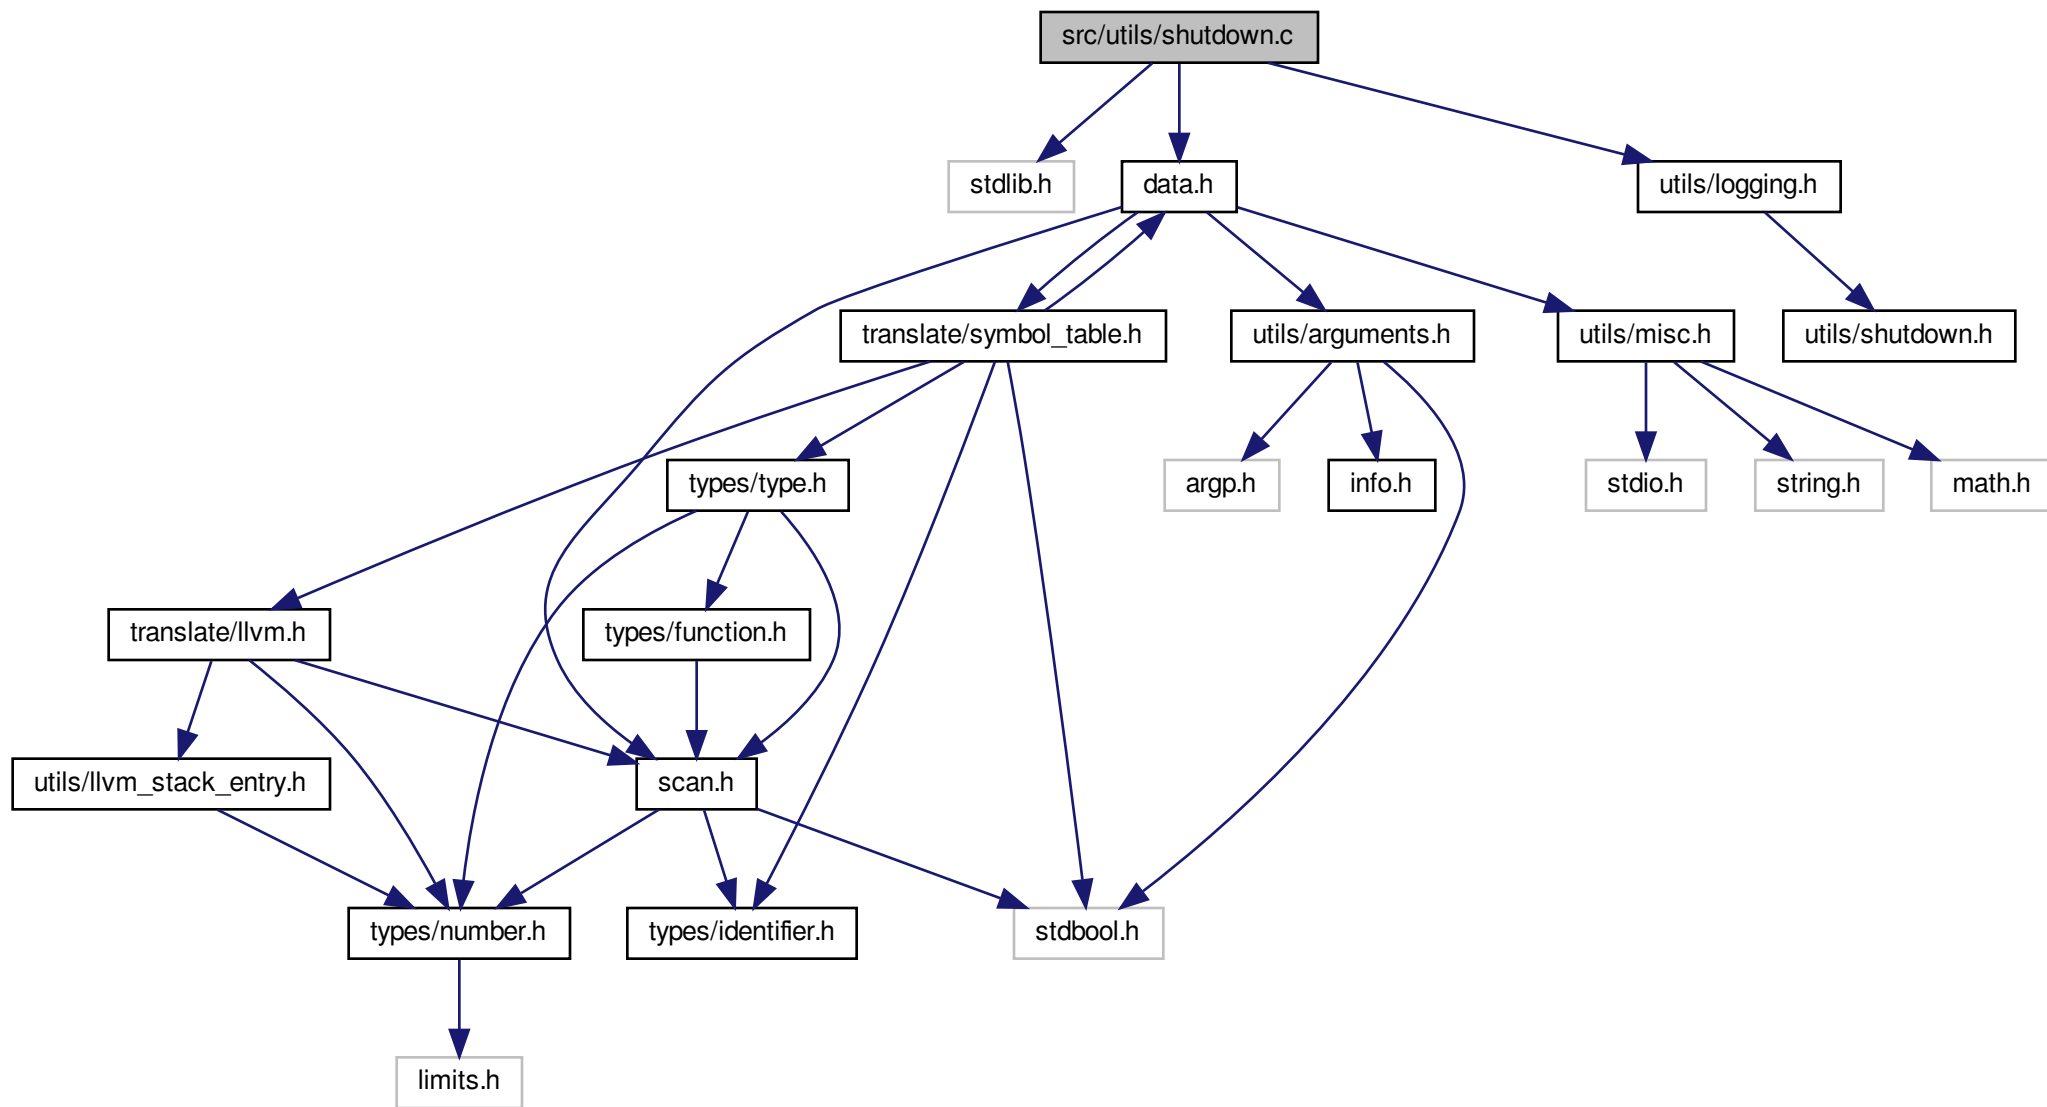 src/utils/shutdown.c
stdlib.h
data.h
utils/logging.h
translate/symbol_table.h
utils/arguments.h
utils/misc.h
utils/shutdown.h
types/type.h
argp.h
info.h
stdio.h
string.h
math.h
translate/llvm.h
types/function.h
utils/llvm_stack_entry.h
scan.h
types/number.h
types/identifier.h
stdbool.h
limits.h